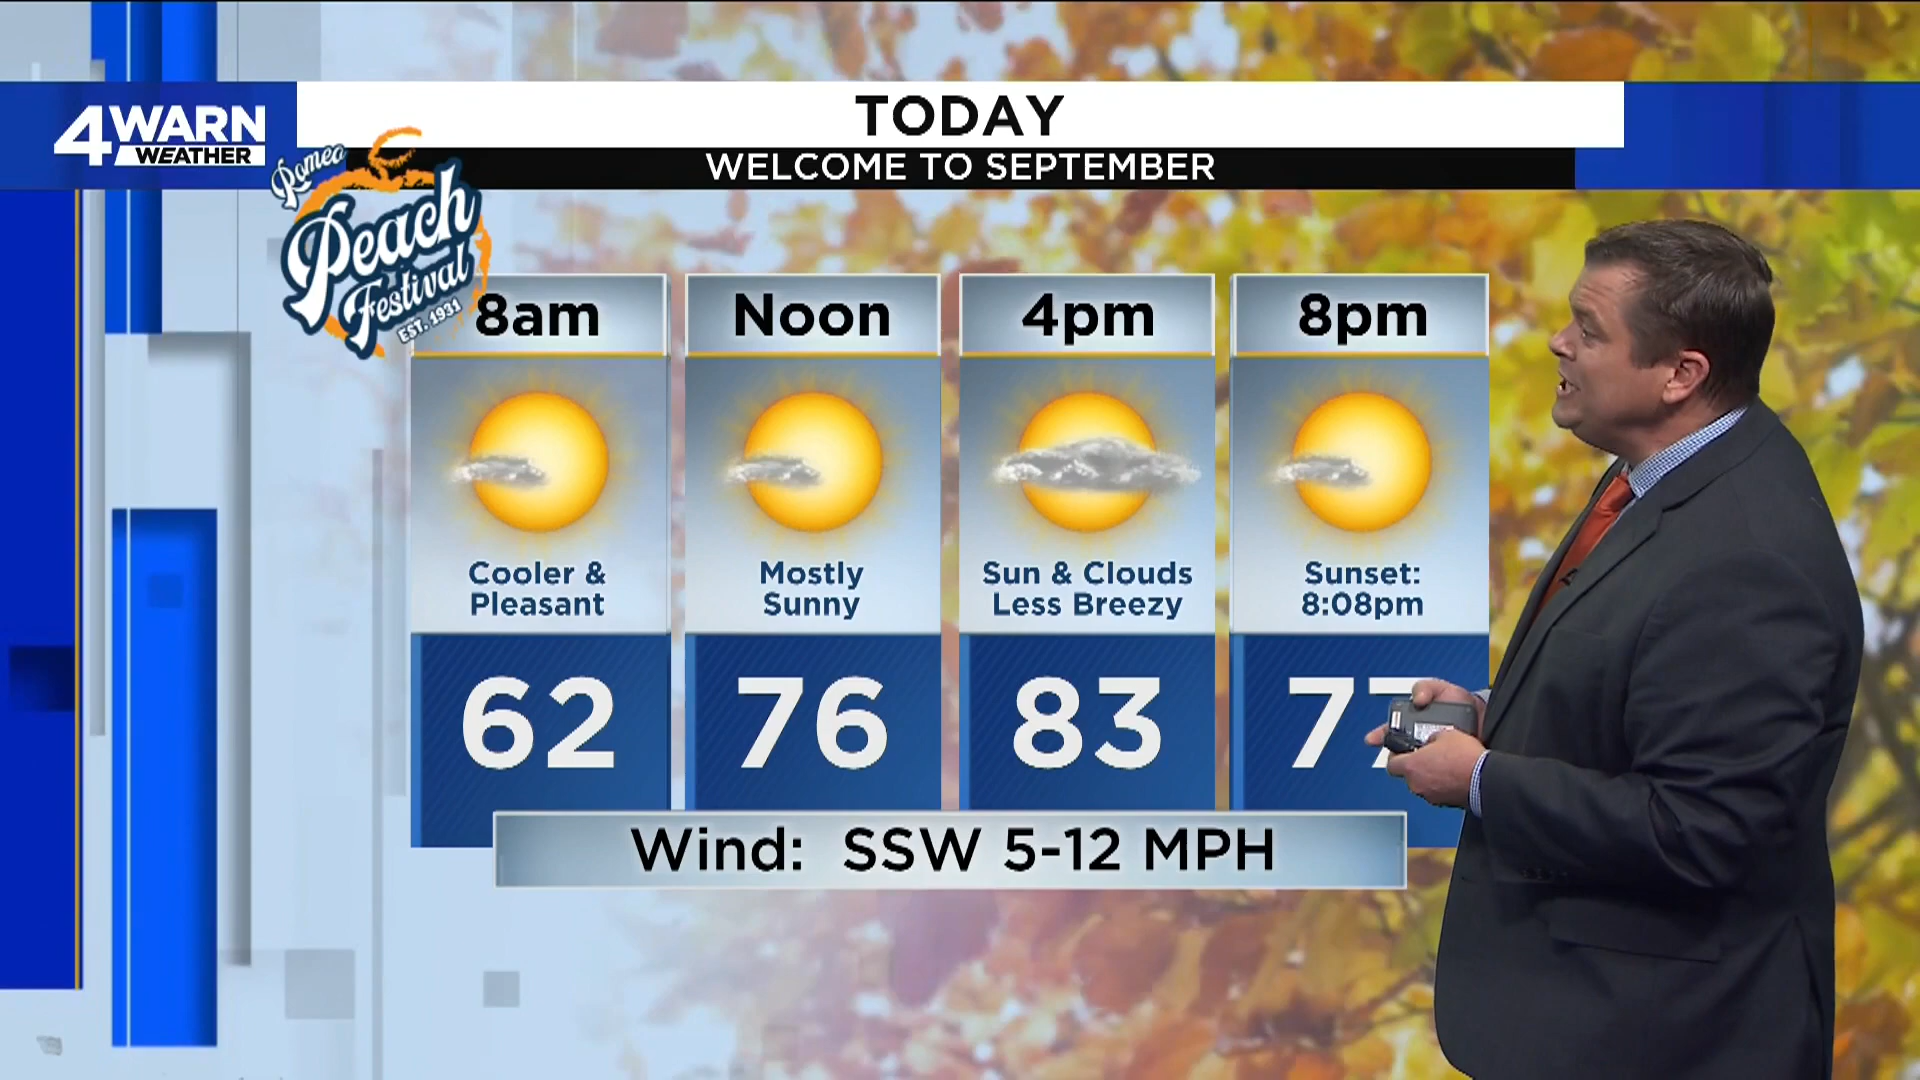 4WARN
WEATHER
TODAY
WELCOME TO SEPTEMBER
Romeo
Peach
Festival
EST. 1931
8am
Noon
4pm
8pm
Cooler &
Pleasant
Mostly
Sunny
Sun & Clouds
Less Breezy
Sunset:
8:08pm
62
76
83
77
Wind: SSW 5-12 MPH